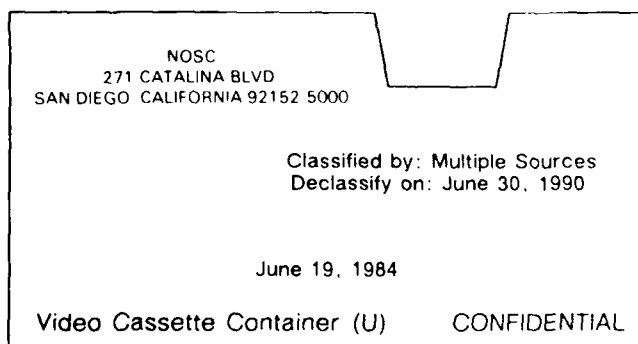 NOSC
271 CATALINA BLVD
SAN DIEGO CALIFORNIA 92152 5000
Classified by: Multiple Sources
Declassify on: June 30, 1990
June 19, 1984
Video Cassette Container (U) CONFIDENTIAL